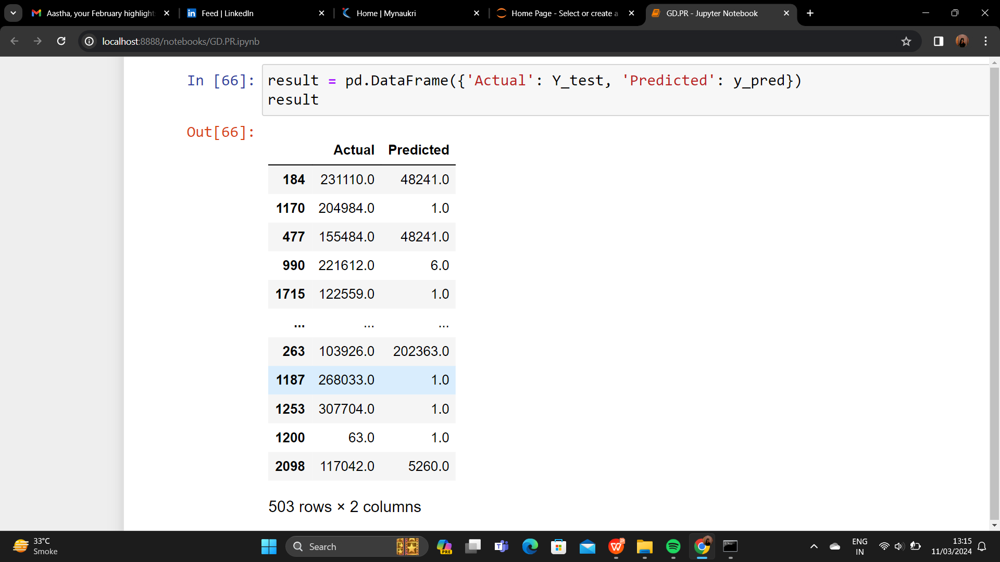 Aastha, your February highlight
Feed | LinkedIn
Home | Mynaukri
Home Page - Select or create a
GD.PR - Jupyter Notebook
localhost:8888/notebooks/GD.PR.ipynb
In [66]: result = pd.DataFrame({'Actual': Y_test, 'Predicted': y_pred})
result
Out[66]:
Actual Predicted
184 231110.0 48241.0
1170 204984.0 1.0
477 155484.0 48241.0
990 221612.0 6.0
1715 122559.0 1.0
... ... ...
263 103926.0 202363.0
1187 268033.0 1.0
1253 307704.0 1.0
1200 63.0 1.0
2098 117042.0 5260.0
503 rows × 2 columns
33°C
Smoke
Search
PRE
ENG
IN
13:15
11/03/2024